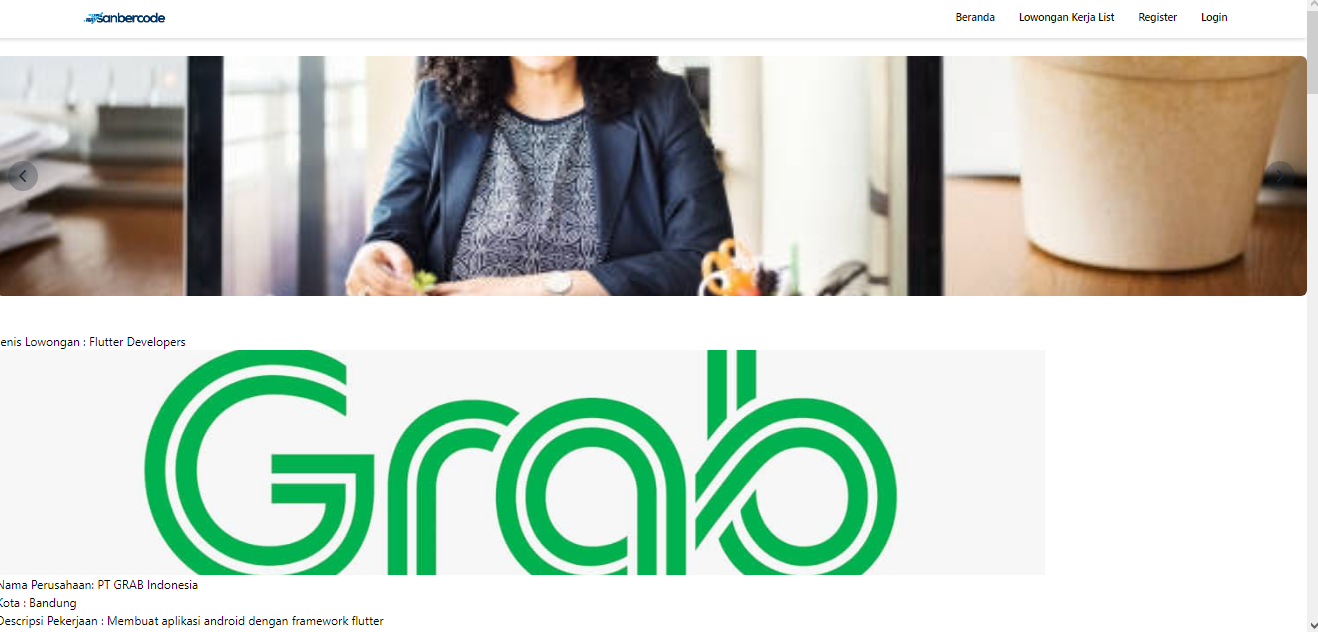 sanbercode
Beranda
Lowongan Kerja List
Register
Login
enis Lowongan : Flutter Developers
Grab
Nama Perusahaan: PT GRAB Indonesia
Kota : Bandung
Descripsi Pekerjaan : Membuat aplikasi android dengan framework flutter